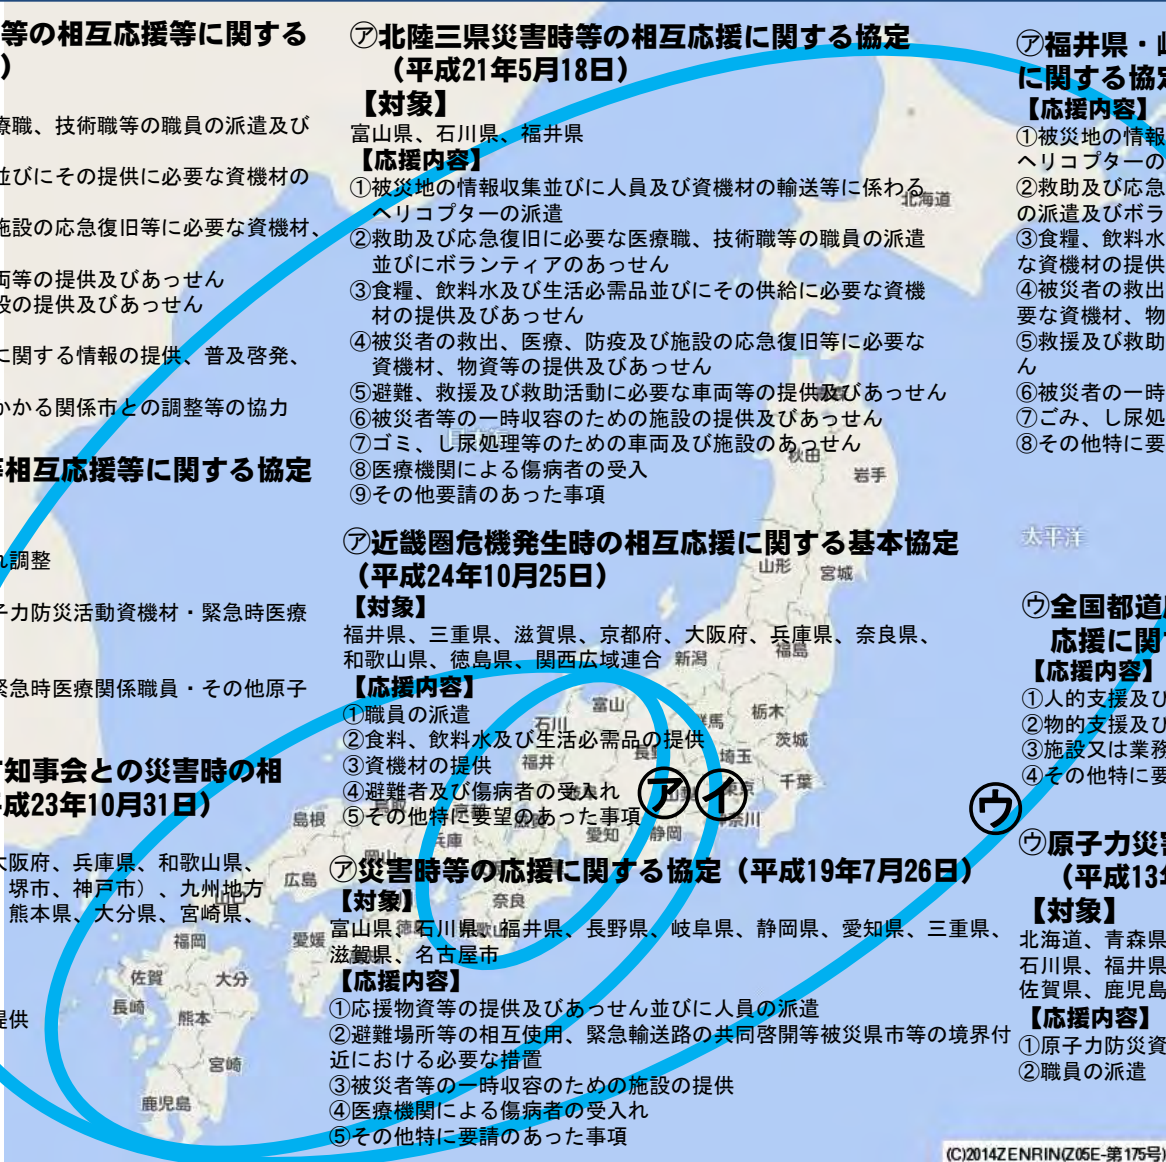 等の相互応援等に関する
）
療職、技術職等の職員の派遣及び
並びにその提供に必要な資機材の
施設の応急復旧等に必要な資機材、
両等の提供及びあっせん
設の提供及びあっせん
に関する情報の提供、普及啓発、
かかる関係市との調整等の協力
相互応援等に関する協定
れ調整
子力防災活動資機材・緊急時医療
緊急時医療関係職員・その他原子
知事会との災害時の相
成23年10月31日）
大阪府、兵庫県、和歌山県、
堺市、神戸市）、九州地方
熊本県、大分県、宮崎県、
提供
㋐北陸三県災害時等の相互応援に関する協定
（平成21年5月18日）
【対象】
富山県、石川県、福井県
【応援内容】
①被災地の情報収集並びに人員及び資機材の輸送等に係わる
ヘリコプターの派遣
②救助及び応急復旧に必要な医療職、技術職等の職員の派遣
並びにボランティアのあっせん
③食糧、飲料水及び生活必需品並びにその供給に必要な資機
材の提供及びあっせん
④被災者の救出、医療、防疫及び施設の応急復旧等に必要な
資機材、物資等の提供及びあっせん
⑤避難、救援及び救助活動に必要な車両等の提供及びあっせん
⑥被災者等の一時収容のための施設の提供及びあっせん
⑦ゴミ、し尿処理等のための車両及び施設のあっせん
⑧医療機関による傷病者の受入
⑨その他要請のあった事項
㋐近畿圏危機発生時の相互応援に関する基本協定
（平成24年10月25日）
【対象】
福井県、三重県、滋賀県、京都府、大阪府、兵庫県、奈良県、
和歌山県、徳島県、関西広域連合
【応援内容】
①職員の派遣
②食料、飲料水及び生活必需品の提供
③資機材の提供
④避難者及び傷病者の受入れ
⑤その他特に要望のあった事項
㋐災害時等の応援に関する協定（平成19年7月26日）
【対象】
富山県、石川県、福井県、長野県、岐阜県、静岡県、愛知県、三重県、
滋賀県、名古屋市
【応援内容】
①応援物資等の提供及びあっせん並びに人員の派遣
②避難場所等の相互使用、緊急輸送路の共同啓開等被災県市等の境界付
近における必要な措置
③被災者等の一時収容のための施設の提供
④医療機関による傷病者の受入れ
⑤その他特に要請のあった事項
㋐福井県・
に関する協定
【応援内容】
①被災地の情報
ヘリコプターの
②救助及び応急
の派遣及びボラ
③食糧、飲料水
な資機材の提供
④被災者の救出
要な資機材、物
⑤救援及び救助
ん
⑥被災者の一時
⑦ごみ、し尿処
⑧その他特に要
㋒全国都道
応援に関す
【応援内容】
①人的支援及び
②物的支援及び
③施設又は業務
④その他特に要
㋒原子力災害
（平成13年
【対象】
北海道、青森県
石川県、福井県
佐賀県、鹿児島
【応援内容】
①原子力防災資
②職員の派遣
北海道
秋田
岩手
太平洋
山形
宮城
新潟
福島
富山
石川
栃木
群馬
茨城
福井
長野
埼玉
千葉
東京
㋐
㋑
㋒
島根
兵庫
愛知
静岡
広島
奈良
愛媛
福岡
佐賀
大分
長崎
熊本
宮崎
鹿児島
(C)2014ZENRIN(Z05E-第175号)